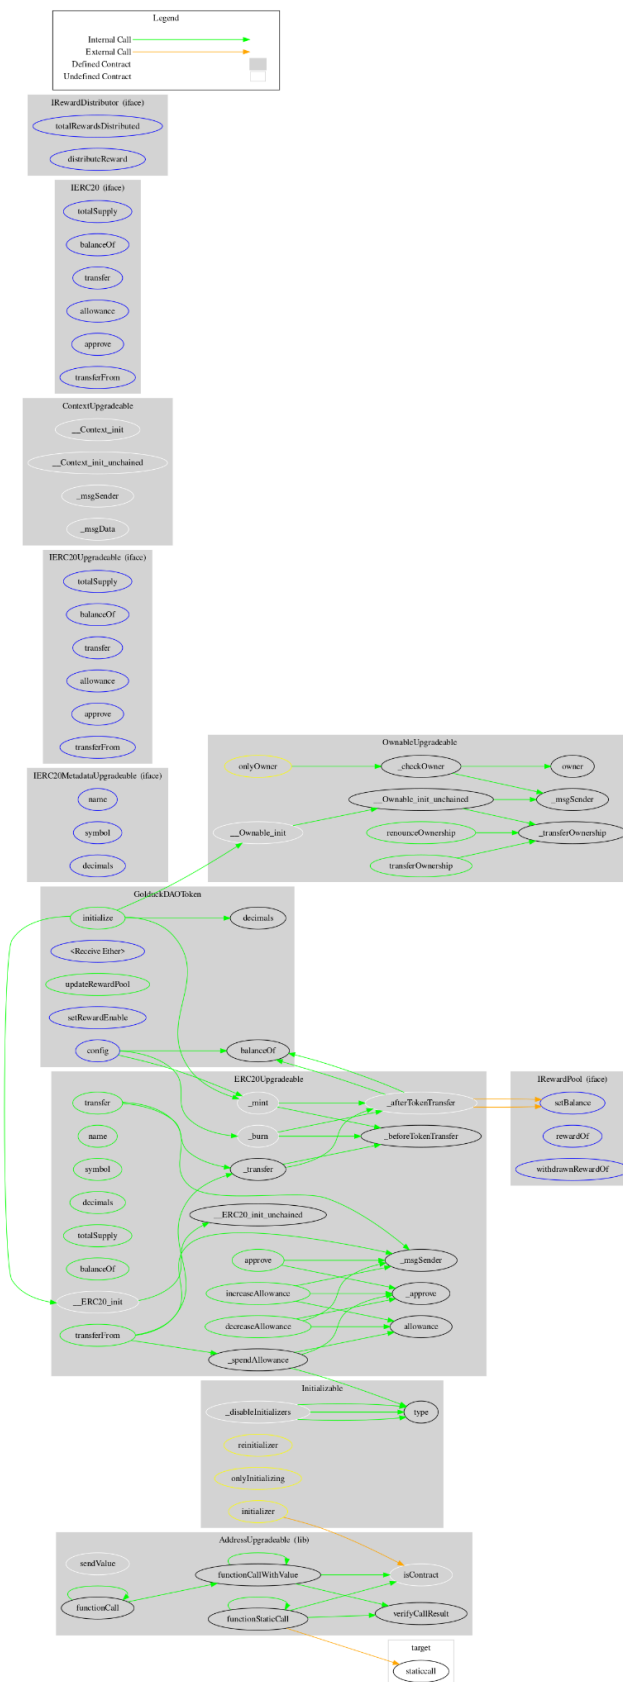 Legend
Internal Call
External Call
Defined Contract
Undefined Contract
IRewardDistributor (iface)
totalRewardsDistributed
distributeReward
IERC20 (iface)
totalSupply
balanceOf
transfer
allowance
approve
transferFrom
ContextUpgradeable
__Context_init
__Context_init_unchained
_msgSender
_msgData
IERC20Upgradeable (iface)
totalSupply
balanceOf
transfer
allowance
approve
transferFrom
IERC20MetadataUpgradeable (iface)
name
symbol
decimals
OwnableUpgradeable
onlyOwner
_checkOwner
owner
__Ownable_init_unchained
_msgSender
__Ownable_init
renounceOwnership
_transferOwnership
transferOwnership
GolduckDAOToken
initialize
decimals
<Receive Ether>
updateRewardPool
setRewardEnable
config
balanceOf
ERC20Upgradeable
transfer
_mint
_afterTokenTransfer
name
_burn
_beforeTokenTransfer
symbol
_transfer
decimals
__ERC20_init_unchained
totalSupply
balanceOf
approve
_msgSender
__ERC20_init
increaseAllowance
_approve
transferFrom
decreaseAllowance
allowance
_spendAllowance
IRewardPool (iface)
setBalance
rewardOf
withdrawnRewardOf
Initializable
_disableInitializers
type
reinitializer
onlyInitializing
initializer
AddressUpgradeable (lib)
sendValue
functionCallWithValue
isContract
functionCall
functionStaticCall
verifyCallResult
target
staticcall